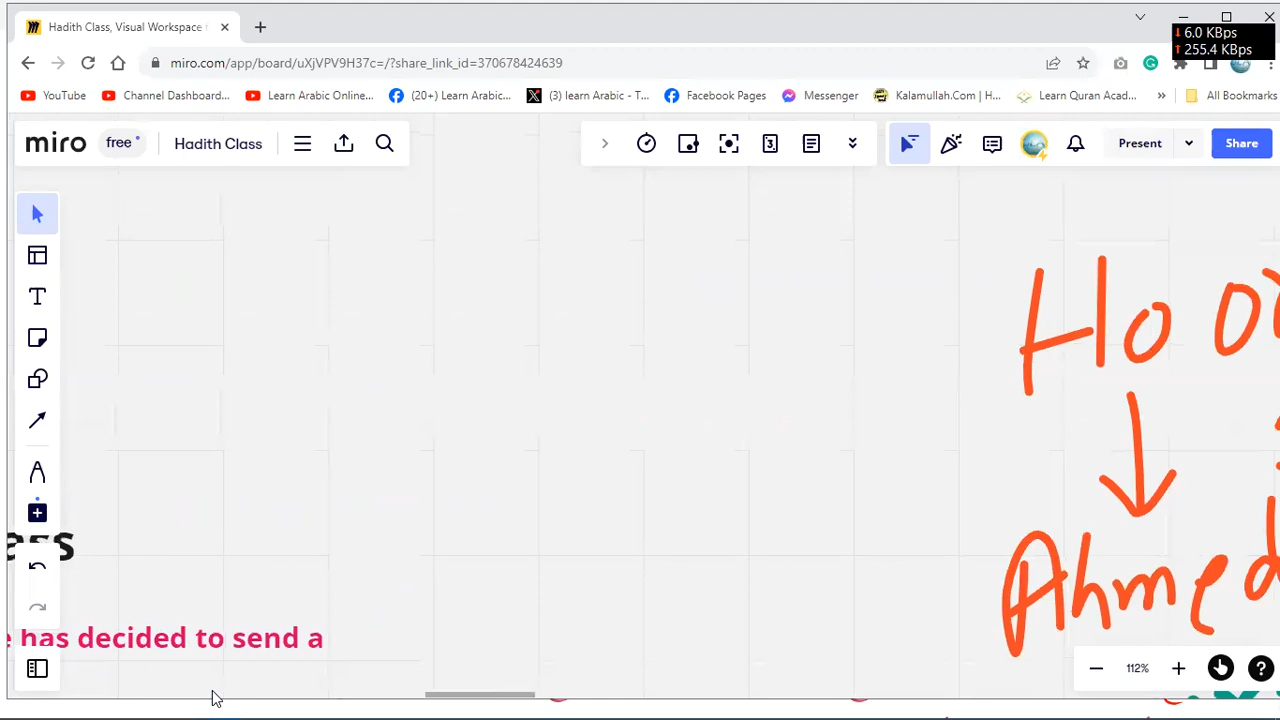 Hadith Class, Visual Workspace f
6.0 KBps
255.4 KBps
miro.com/app/board/uXjVPV9H37c=/?share_link_id=370678424639
YouTube
Channel Dashboard...
Learn Arabic Online...
(20+) Learn Arabic...
(3) learn Arabic - T...
Facebook Pages
Messenger
Kalamullah.Com | H...
Learn Quran Acad...
»
All Bookmarks
miro
free
Hadith Class
Present
Share
Ho
Ahmed
ass
e has decided to send a
112%